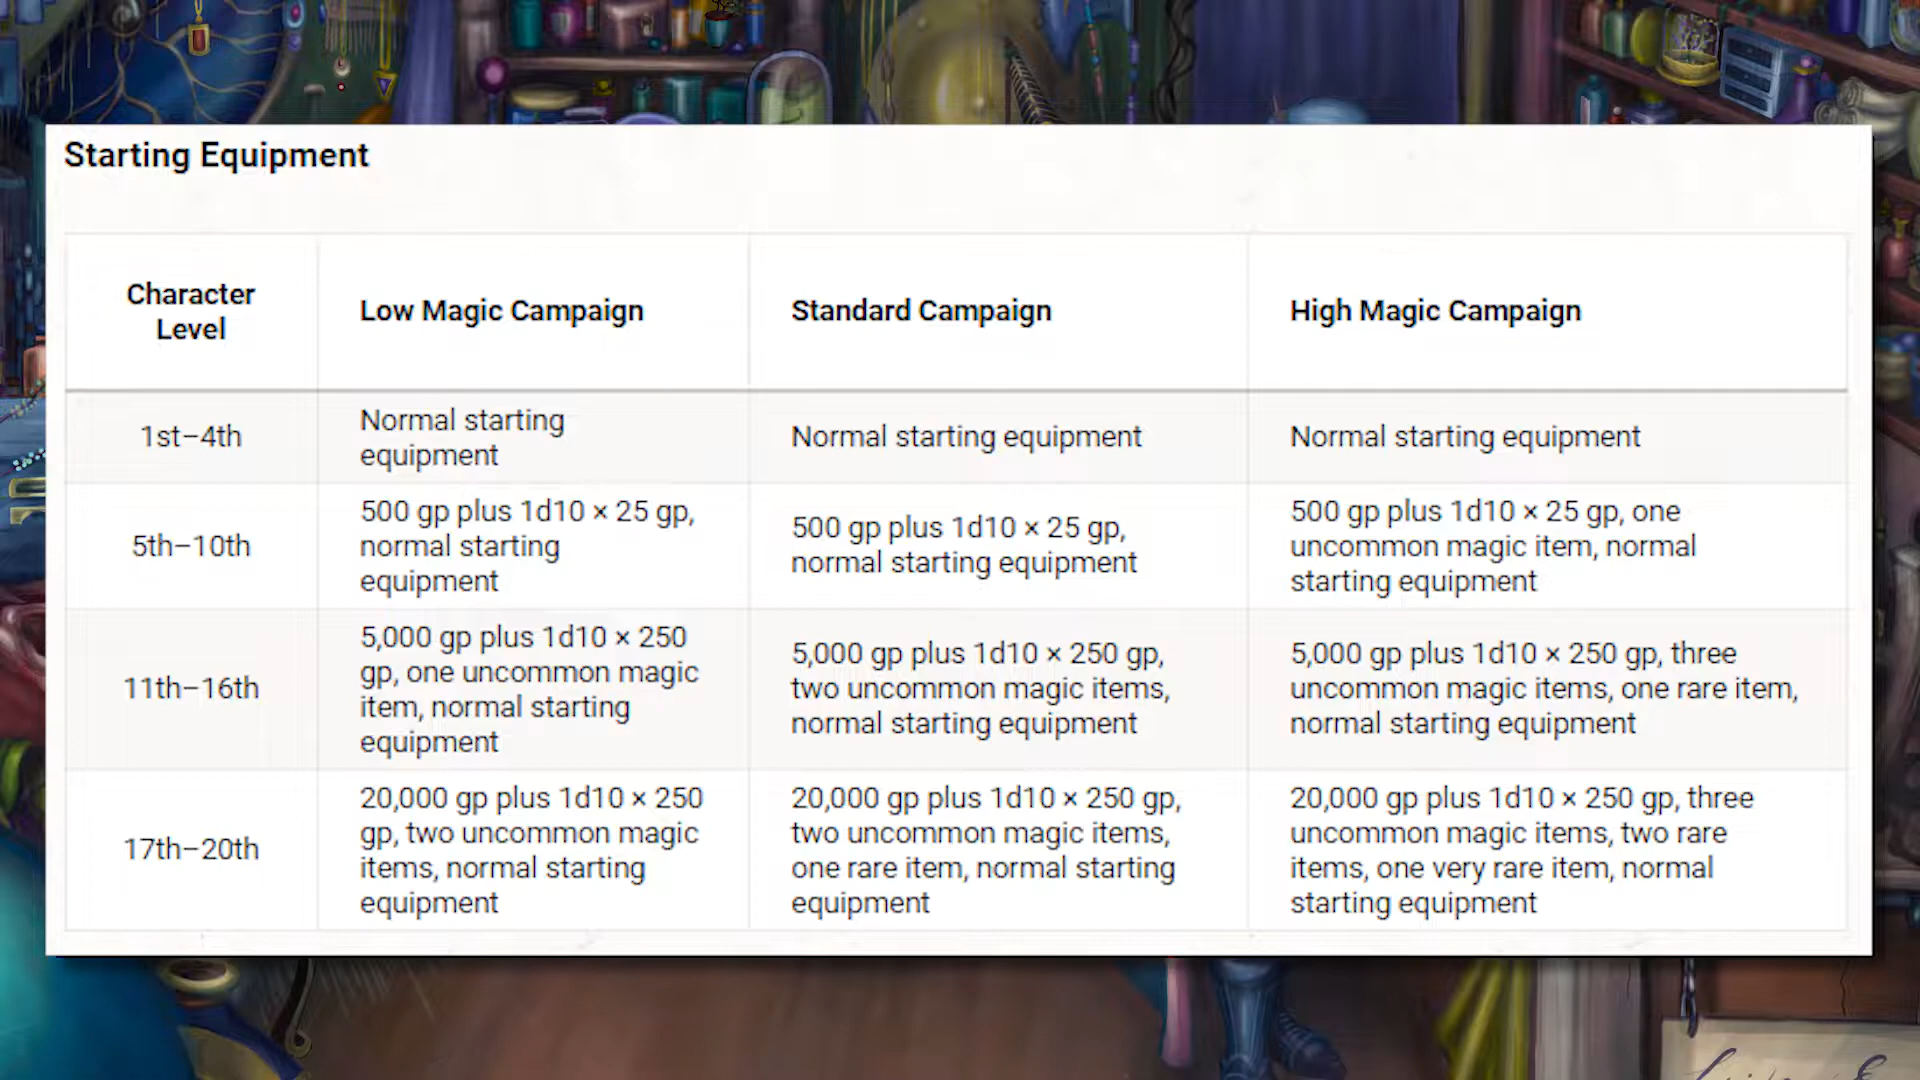 Starting Equipment
Character
Level
Low Magic Campaign
Standard Campaign
High Magic Campaign
1st–4th
Normal starting
equipment
Normal starting equipment
Normal starting equipment
5th–10th
500 gp plus 1d10 × 25 gp,
normal starting
equipment
500 gp plus 1d10 × 25 gp,
normal starting equipment
500 gp plus 1d10 × 25 gp, one
uncommon magic item, normal
starting equipment
11th–16th
5,000 gp plus 1d10 × 250
gp, one uncommon magic
item, normal starting
equipment
5,000 gp plus 1d10 × 250 gp,
two uncommon magic items,
normal starting equipment
5,000 gp plus 1d10 × 250 gp, three
uncommon magic items, one rare item,
normal starting equipment
17th–20th
20,000 gp plus 1d10 × 250
gp, two uncommon magic
items, normal starting
equipment
20,000 gp plus 1d10 × 250 gp,
two uncommon magic items,
one rare item, normal starting
equipment
20,000 gp plus 1d10 × 250 gp, three
uncommon magic items, two rare
items, one very rare item, normal
starting equipment